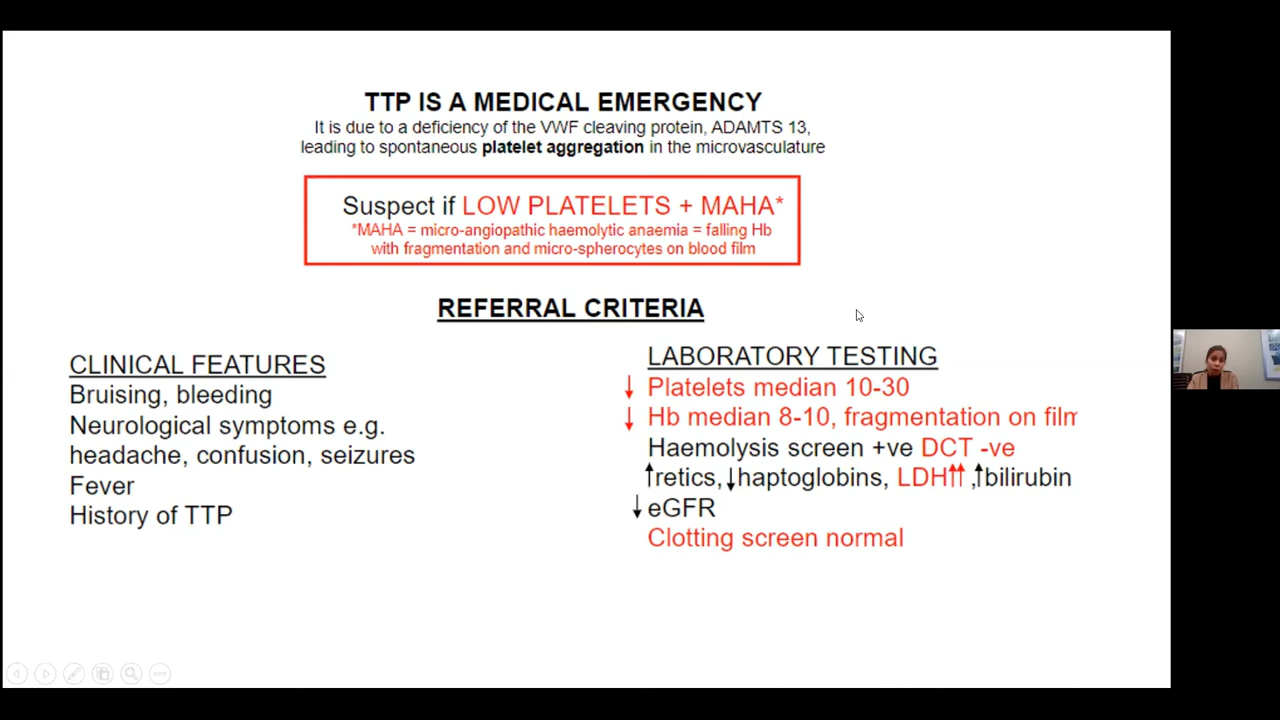 TTP IS A MEDICAL EMERGENCY
It is due to a deficiency of the VWF cleaving protein, ADAMTS 13,
leading to spontaneous platelet aggregation in the microvasculature
Suspect if LOW PLATELETS + MAHA*
*MAHA = micro-angiopathic haemolytic anaemia = falling Hb
with fragmentation and micro-spherocytes on blood film
REFERRAL CRITERIA
CLINICAL FEATURES
Bruising, bleeding
Neurological symptoms e.g.
headache, confusion, seizures
Fever
History of TTP
LABORATORY TESTING
↓ Platelets median 10-30
↓ Hb median 8-10, fragmentation on film
Haemolysis screen +ve DCT -ve
↑retics,↓haptoglobins, LDH↑↑ ,↑bilirubin
↓ eGFR
Clotting screen normal